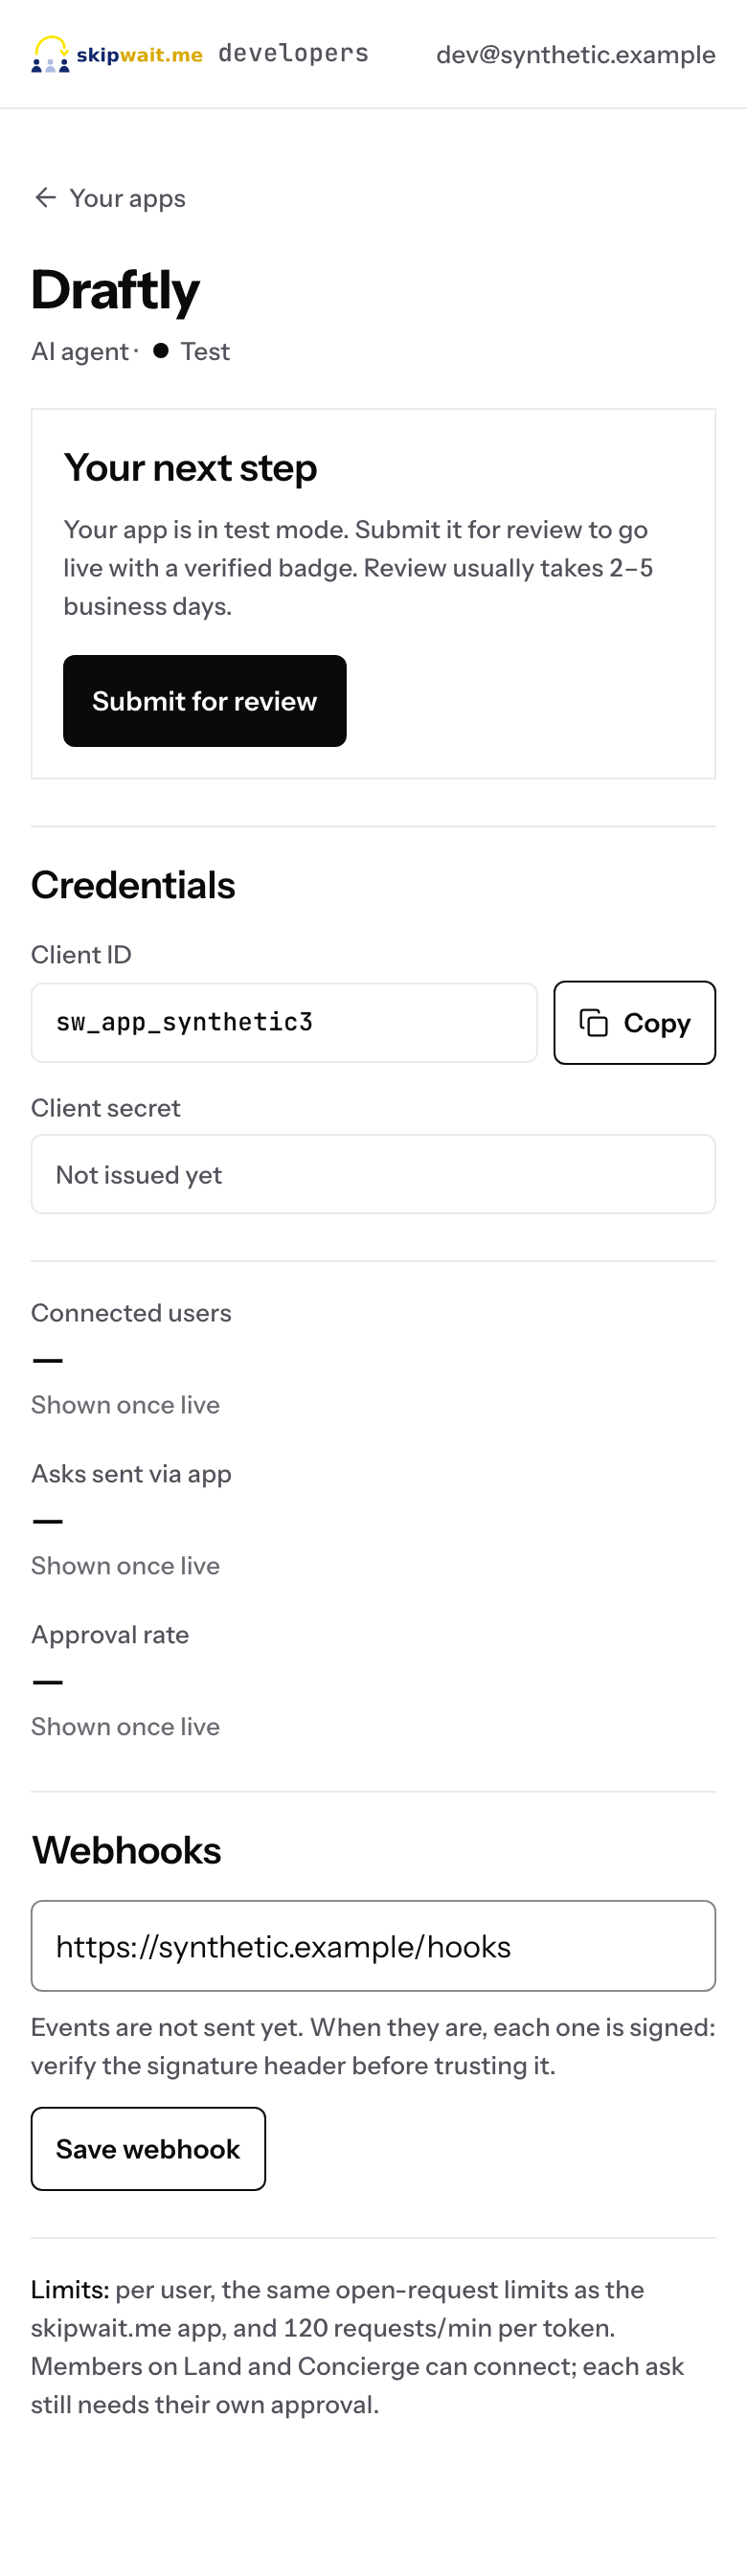 skipwait.me developers dev@synthetic.example
← Your apps
Draftly
AI agent · ● Test
Your next step
Your app is in test mode. Submit it for review to go
live with a verified badge. Review usually takes 2–5
business days.
Submit for review
Credentials
Client ID
sw_app_synthetic3 Copy
Client secret
Not issued yet
Connected users
—
Shown once live
Asks sent via app
—
Shown once live
Approval rate
—
Shown once live
Webhooks
https://synthetic.example/hooks
Events are not sent yet. When they are, each one is signed:
verify the signature header before trusting it.
Save webhook
Limits: per user, the same open-request limits as the
skipwait.me app, and 120 requests/min per token.
Members on Land and Concierge can connect; each ask
still needs their own approval.